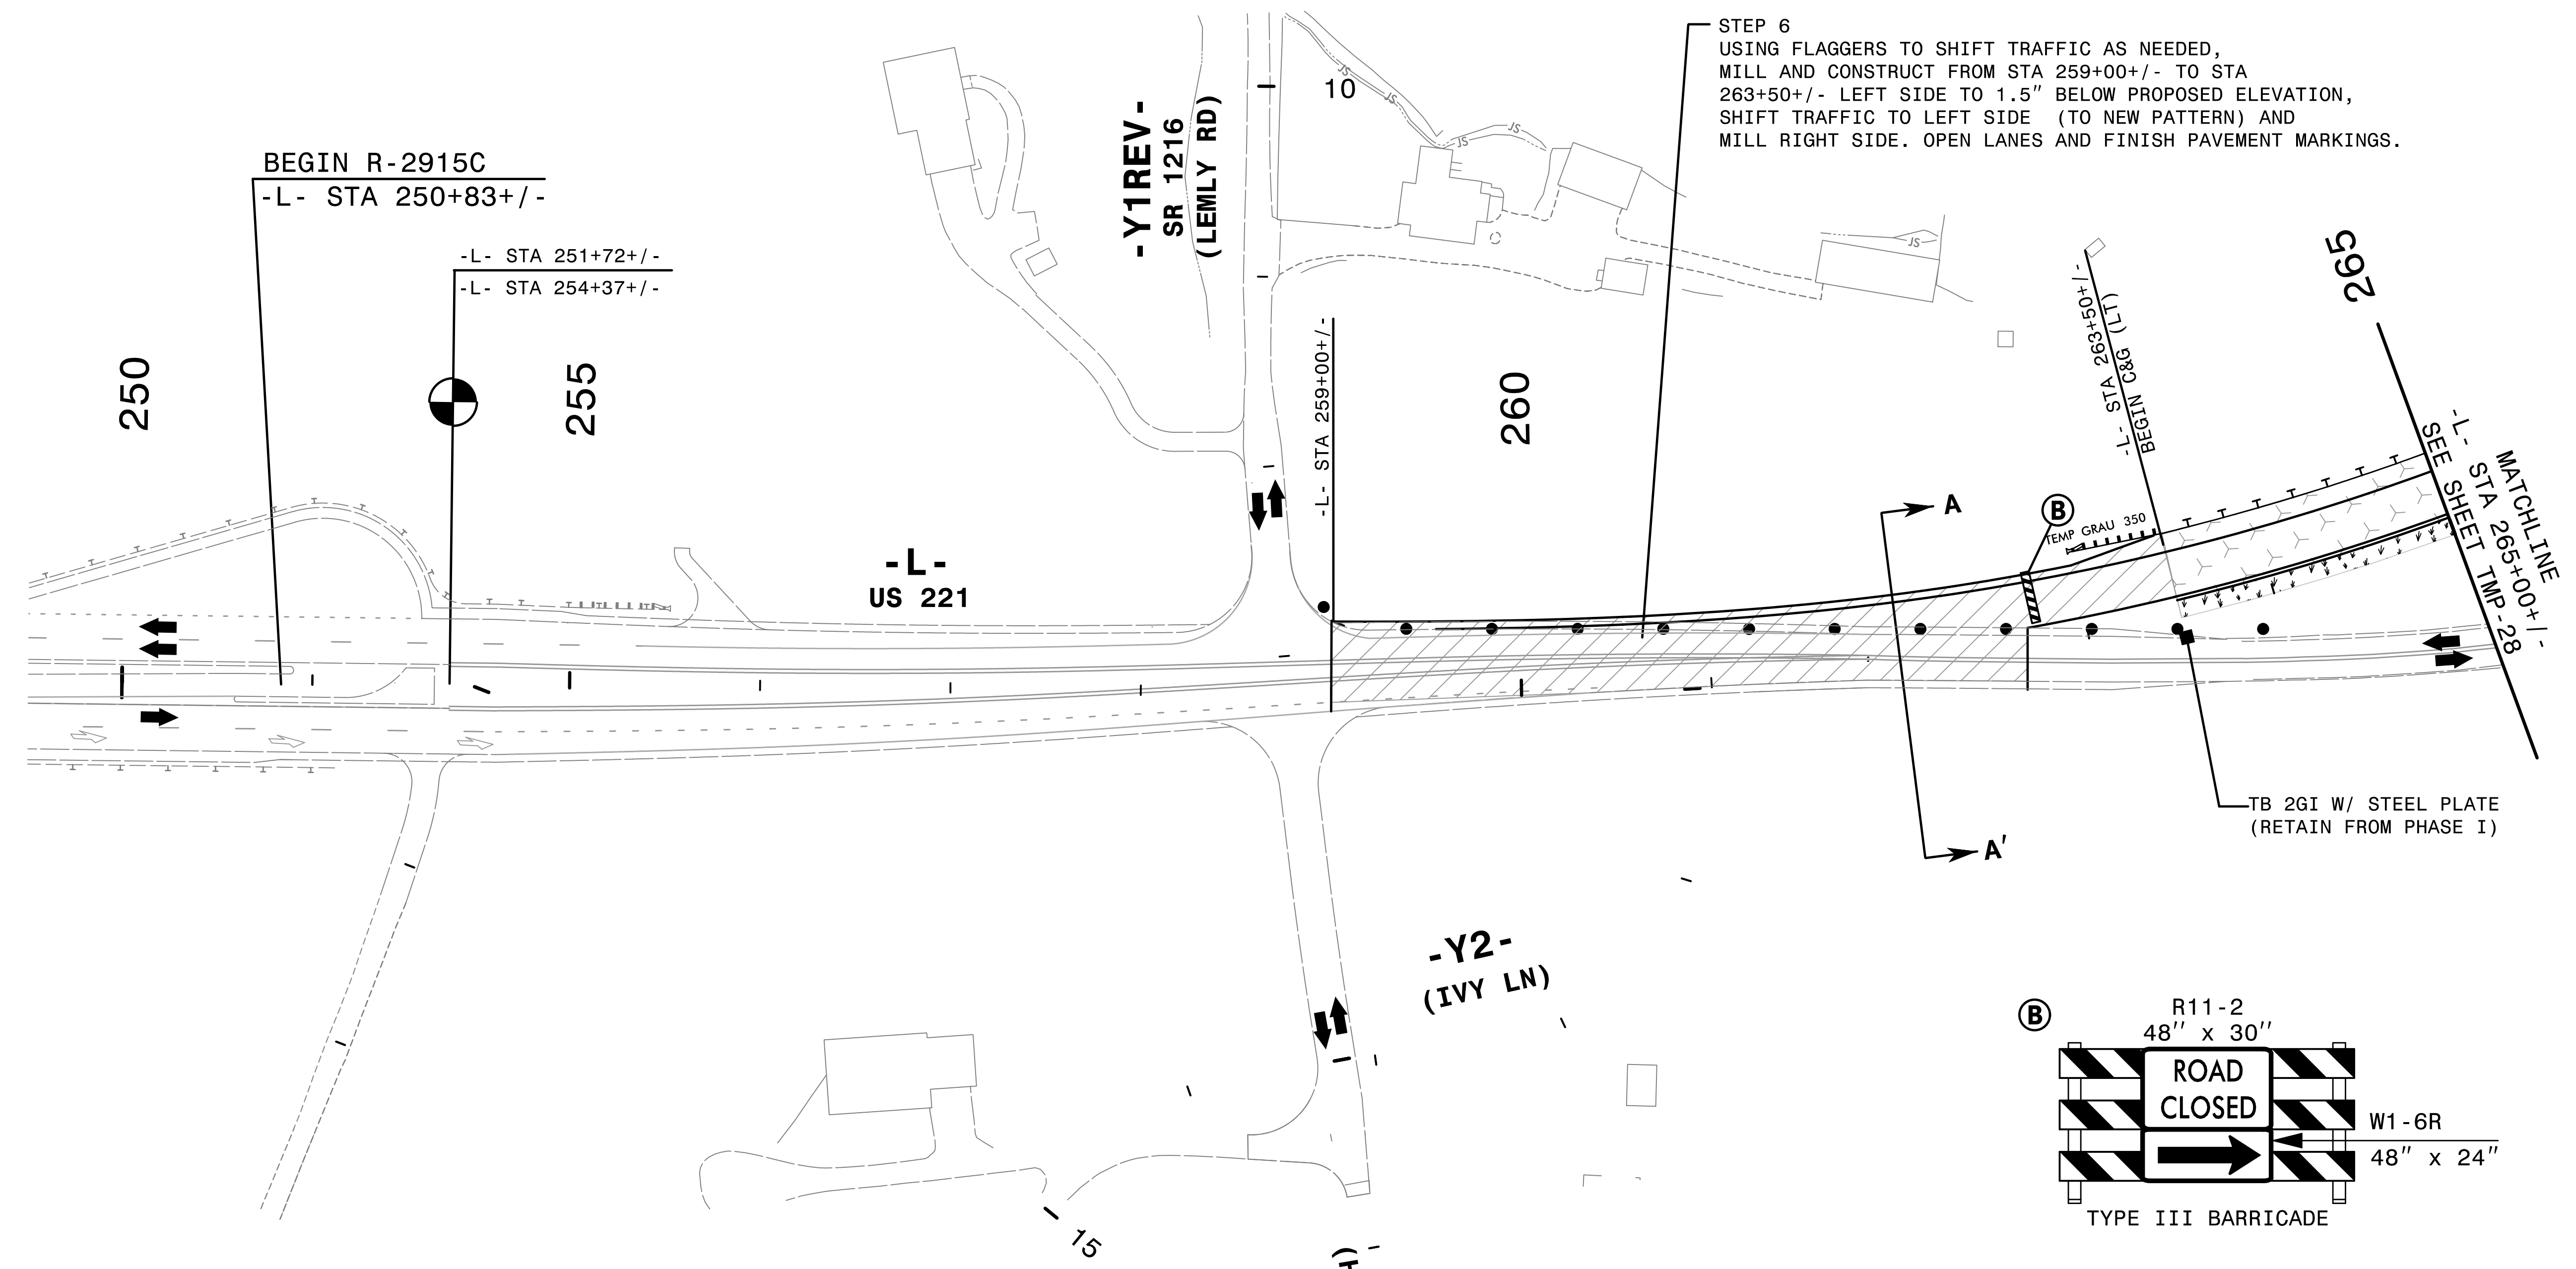 STEP 6
USING FLAGGERS TO SHIFT TRAFFIC AS NEEDED,
MILL AND CONSTRUCT FROM STA 259+00+/- TO STA
263+50+/- LEFT SIDE TO 1.5" BELOW PROPOSED ELEVATION,
SHIFT TRAFFIC TO LEFT SIDE (TO NEW PATTERN) AND
MILL RIGHT SIDE. OPEN LANES AND FINISH PAVEMENT MARKINGS.
10
-Y1REV-
SR 1216
(LEMLY RD)
JS
JS
JS
JS
JS
BEGIN R-2915C
-L- STA 250+83+/-
-L- STA 251+72+/-
-L- STA 254+37+/-
250
255
260
265
-L- STA 259+00+/-
-L- STA 263+50+/-
BEGIN C&G (LT)
MATCHLINE
-L- STA 265+00+/-
SEE SHEET TMP-28
-L-
US 221
A
B
TEMP GRAU 350
A'
TB 2GI W/ STEEL PLATE
(RETAIN FROM PHASE I)
-Y2-
(IVY LN)
15
B
R11-2
48" x 30"
ROAD
CLOSED
W1-6R
48" x 24"
TYPE III BARRICADE